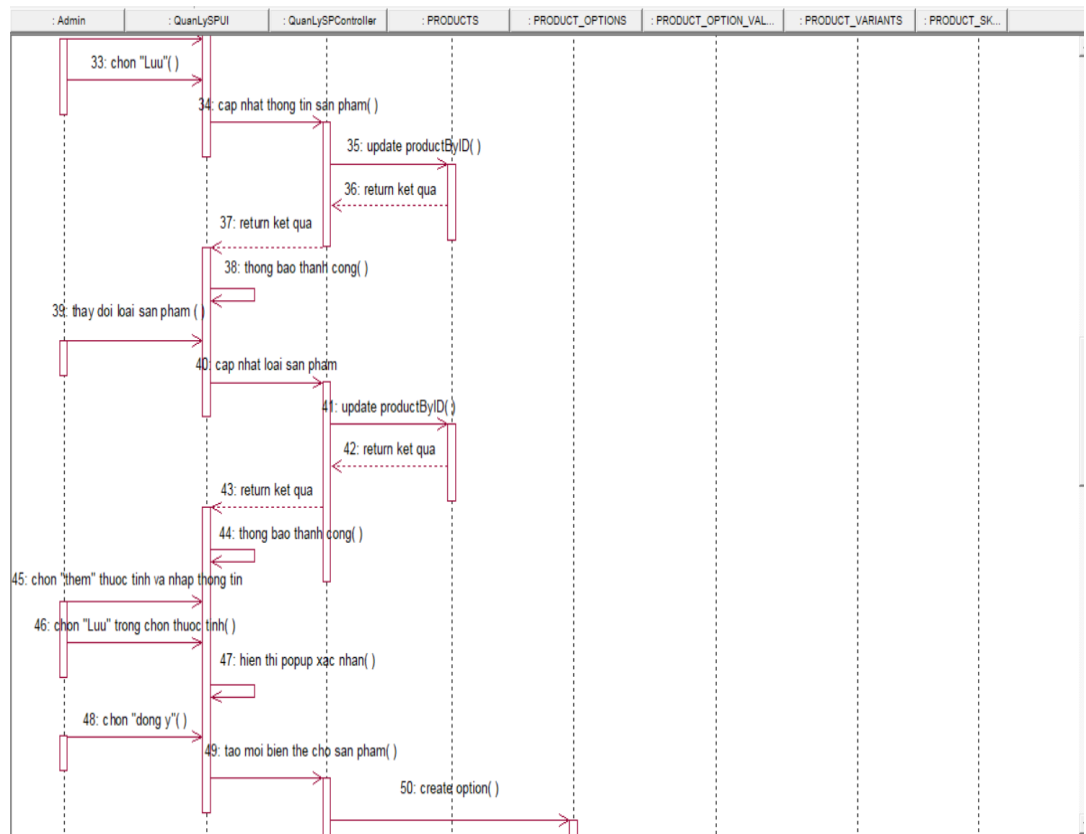 : Admin
: QuanLySPUI
: QuanLySPController
: PRODUCTS
: PRODUCT_OPTIONS
: PRODUCT_OPTION_VAL...
: PRODUCT_VARIANTS
: PRODUCT_SK...
33: chon "Luu"( )
34: cap nhat thong tin san pham( )
35: update productByID( )
36: return ket qua
37: return ket qua
38: thong bao thanh cong( )
39: thay doi loai san pham ( )
40: cap nhat loai san pham
41: update productByID( )
42: return ket qua
43: return ket qua
44: thong bao thanh cong( )
45: chon "them" thuoc tinh va nhap thong tin
46: chon "Luu" trong chon thuoc tinh( )
47: hien thi popup xac nhan( )
48: chon "dong y"( )
49: tao moi bien the cho san pham( )
50: create option( )